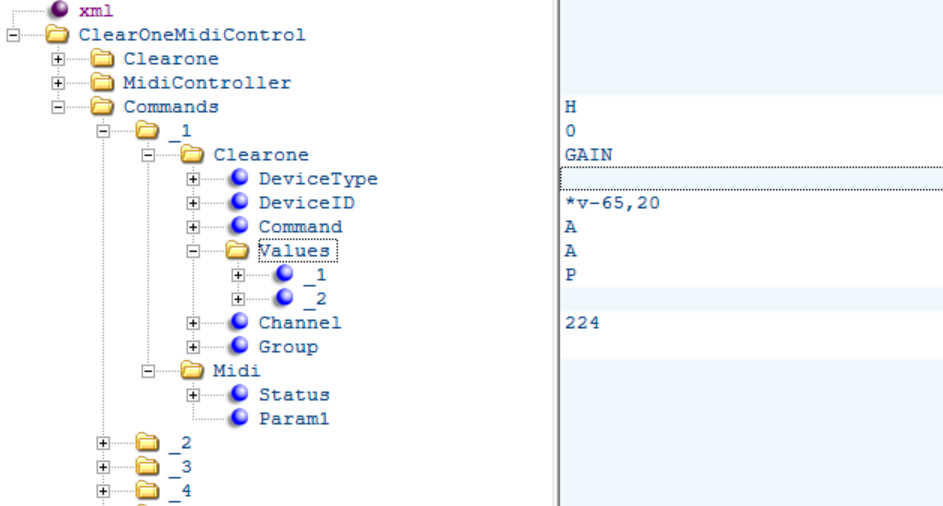 xml
ClearOneMidiControl
Clearone
MidiController
Commands
_1
Clearone
DeviceType
DeviceID
Command
Values
_1
_2
Channel
Group
Midi
Status
Param1
_2
_3
_4
H
0
GAIN
*v-65,20
A
A
P
224